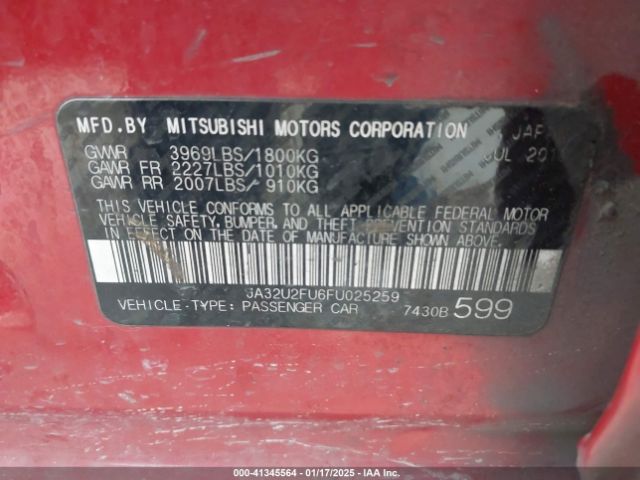 MFD.BY MITSUBISHI MOTORS CORPORATION
GVWR 3969LBS/1800KG JUL
GAWR FR 2227LBS/1010KG
GAWR RR 2007LBS/ 910KG
THIS VEHICLE CONFORMS TO ALL APPLICABLE FEDERAL MOTOR
VEHICLE SAFETY, BUMPER, AND THEFT PREVENTION STANDARDS
IN EFFECT ON THE DATE OF MANUFACTURE SHOWN ABOVE.
JA32U2FU6FU025259
VEHICLE-TYPE: PASSENGER CAR 7430B 599
000-41345564 - 01/17/2025 - IAA Inc.